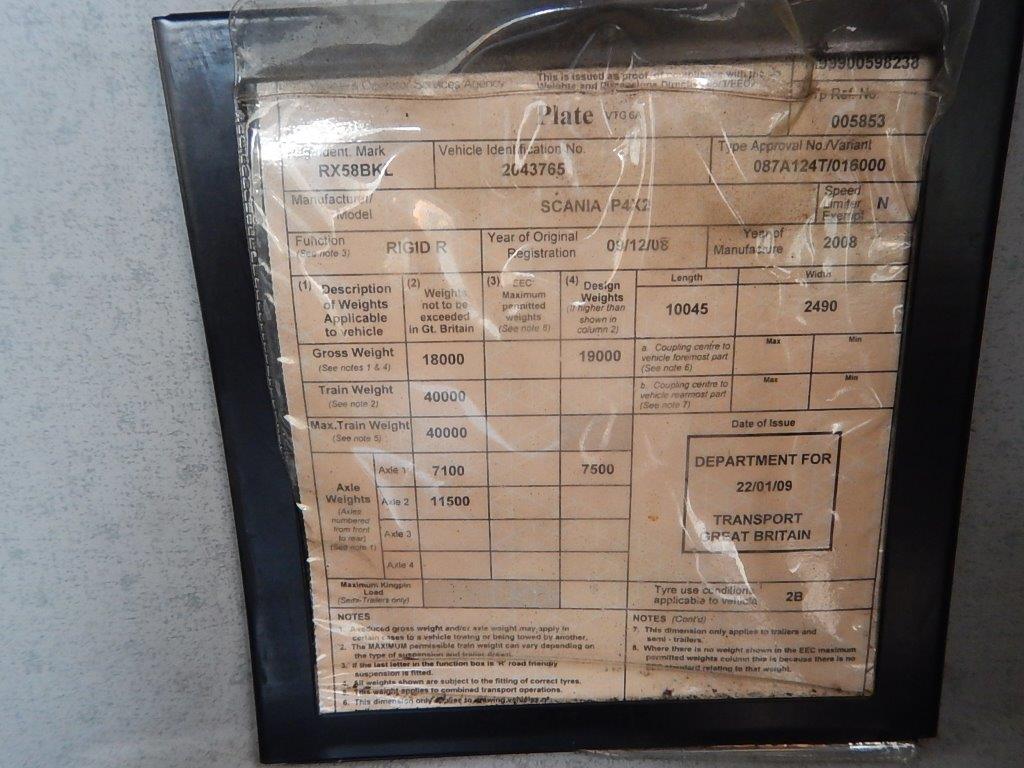 Services Agency
This is issued as proof of compliance with the
Weights and Dimensions
99900598238
Ref. No.
Plate VTG 6A
005853
Ident. Mark
RX58BKL
Vehicle Identification No.
2043765
Type Approval No./Variant
087A124T/016000
Manufacturer/
Model
SCANIA P4X2
Speed
Limiter
Exempt
N
Function
(See note 3)
RIGID R
Year of Original
Registration
09/12/08
Year of
Manufacture
2008
(1) Description
of Weights
Applicable
to vehicle
(2) Weights
not to be
exceeded
in Gt. Britain
(3) EEC
Maximum
permitted
weights
(See note 8)
(4) Design
Weights
(if higher than
shown in
column 2)
Length
10045
Width
2490
Gross Weight
(See notes 1 & 4)
18000
19000
a. Coupling centre to
vehicle foremost part
(See note 6)
Max
Min
Train Weight
(See note 2)
40000
b. Coupling centre to
vehicle rearmost part
(See note 7)
Max
Min
Max.Train Weight
(See note 5)
40000
Date of Issue
DEPARTMENT FOR
22/01/09
TRANSPORT
GREAT BRITAIN
Axle
Weights
(Axles
numbered
from front
to rear)
(See note 1)
Axle 1
7100
7500
Axle 2
11500
Axle 3
Axle 4
Maximum Kingpin
Load
(Semi-Trailers only)
Tyre use conditions
applicable to vehicle
2B
NOTES
1. A reduced gross weight and/or axle weight may apply in
certain cases to a vehicle towing or being towed by another.
2. The MAXIMUM permissible train weight can vary depending on
the type of suspension and trailer drawn.
3. If the last letter in the function box is 'R' road friendly
suspension is fitted.
4. All weights shown are subject to the fitting of correct tyres.
5. This weight applies to combined transport operations.
6. This dimension only applies to drawing vehicles
NOTES (Cont'd)
7. This dimension only applies to trailers and
semi - trailers.
8. Where there is no weight shown in the EEC maximum
permitted weights column this is because there is no
EEC standard relating to that weight.